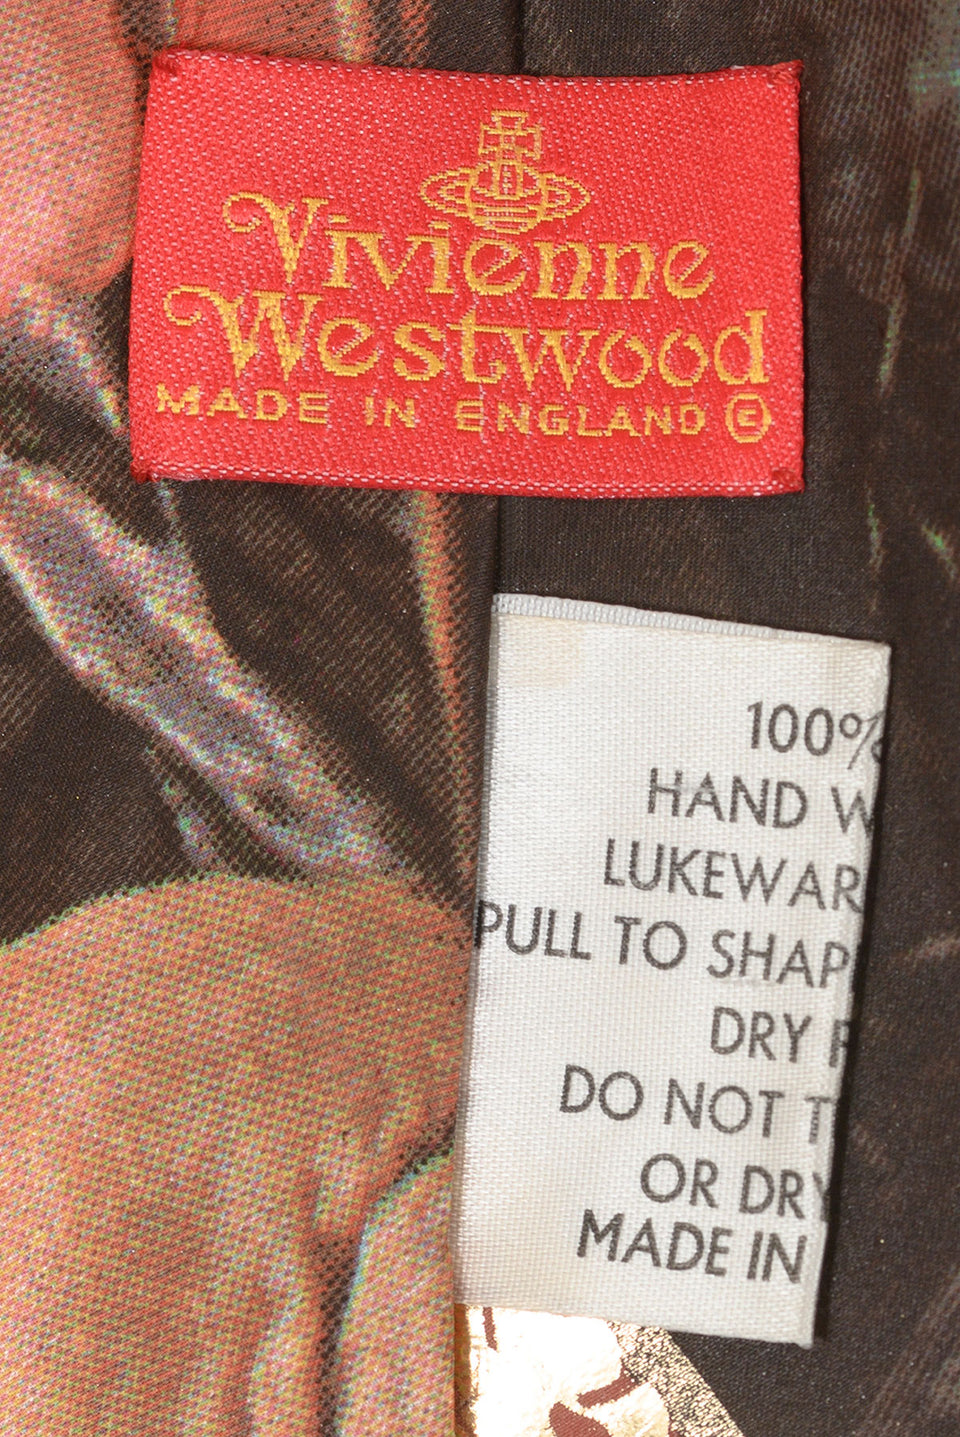 Vivienne
Westwood
MADE IN ENGLAND Ⓔ
100%
HAND W
LUKEWAR
PULL TO SHAP
DRY
DO NOT T
OR DRY
MADE IN